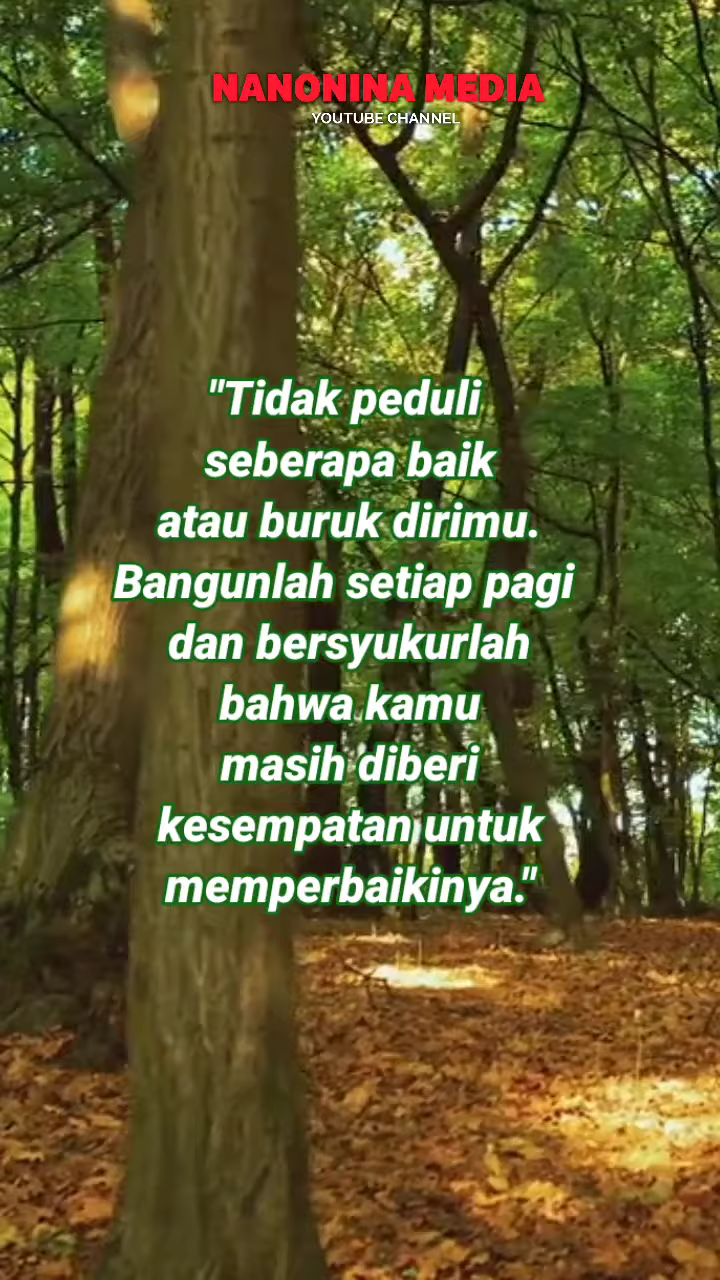 NANONINA MEDIA
YOUTUBE CHANNEL
"Tidak peduli
seberapa baik
atau buruk dirimu.
Bangunlah setiap pagi
dan bersyukurlah
bahwa kamu
masih diberi
kesempatan untuk
memperbaikinya."